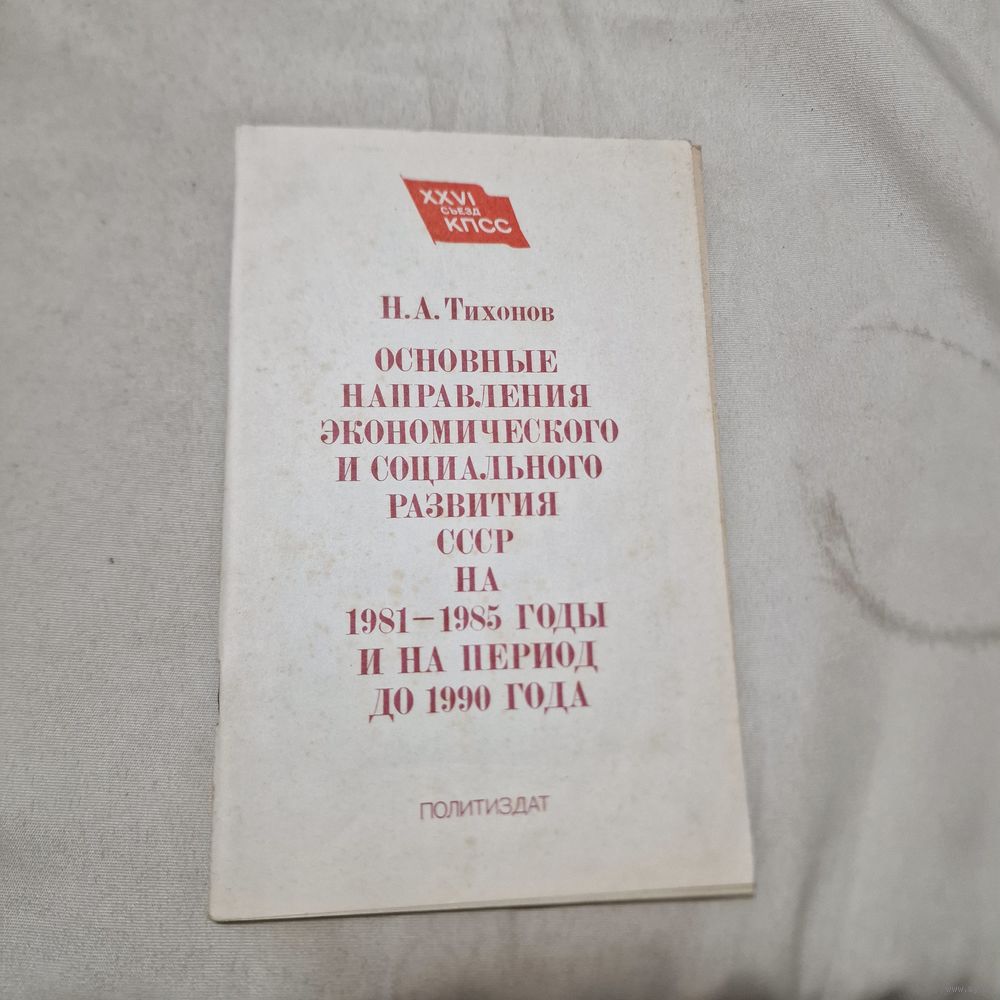 XXVI
СЪЕЗД
КПСС
Н. А. Тихонов
ОСНОВНЫЕ
НАПРАВЛЕНИЯ
ЭКОНОМИЧЕСКОГО
И СОЦИАЛЬНОГО
РАЗВИТИЯ
СССР
НА
1981—1985 ГОДЫ
И НА ПЕРИОД
ДО 1990 ГОДА
ПОЛИТИЗДАТ